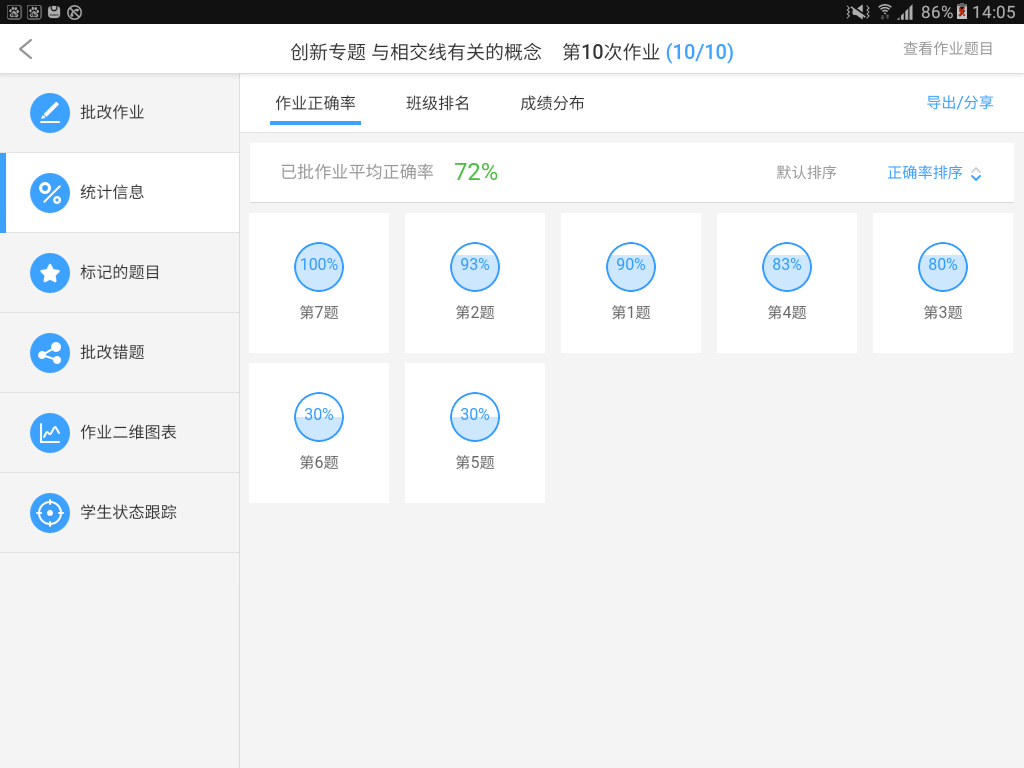 86% 14:05
创新专题 与相交线有关的概念 第10次作业 (10/10)
查看作业题目
批改作业
统计信息
标记的题目
批改错题
作业二维图表
学生状态跟踪
作业正确率 班级排名 成绩分布
导出/分享
已批作业平均正确率 72%
默认排序 正确率排序
100% 93% 90% 83% 80%
第7题 第2题 第1题 第4题 第3题
30% 30%
第6题 第5题